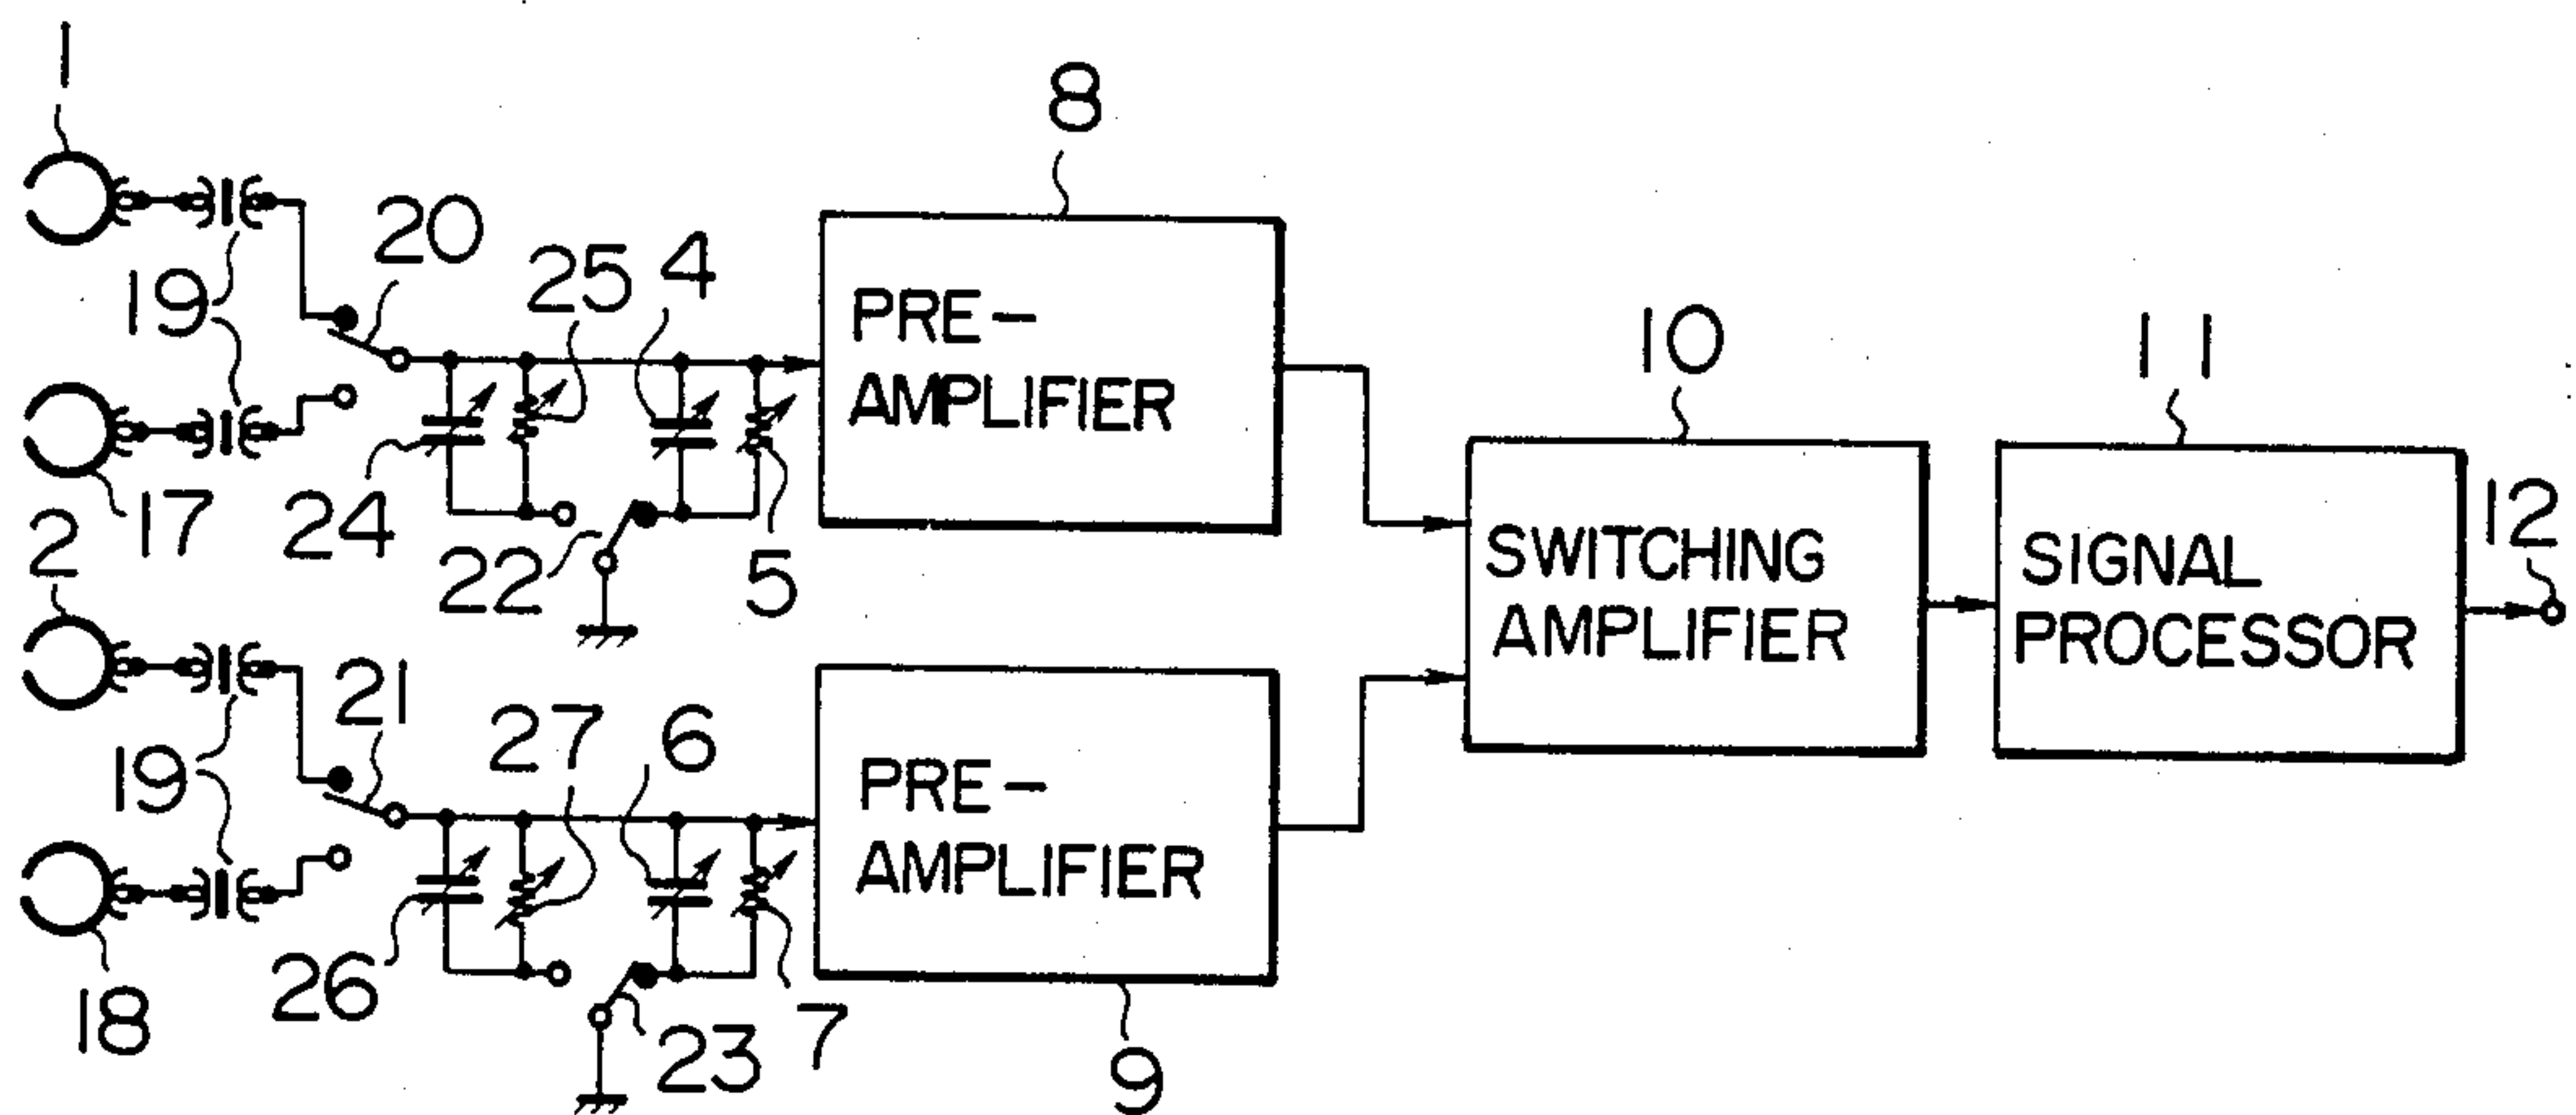 1
8
20
25
4
19
PRE-
AMPLIFIER
10
11
17
24
22
5
12
2
SWITCHING
AMPLIFIER
SIGNAL
PROCESSOR
21
27
6
19
PRE-
AMPLIFIER
26
18
23
7
9